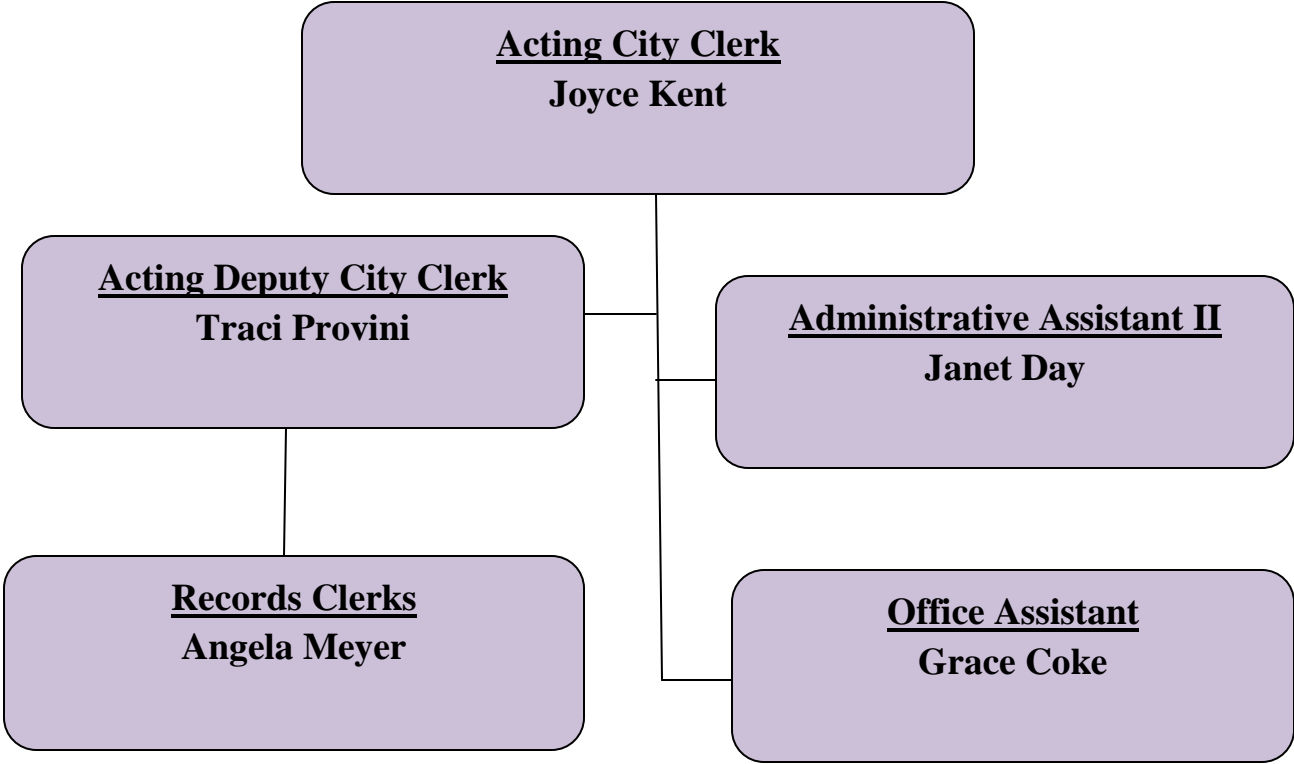 Acting City Clerk
Joyce Kent
Acting Deputy City Clerk
Traci Provini
Administrative Assistant II
Janet Day
Records Clerks
Angela Meyer
Office Assistant
Grace Coke